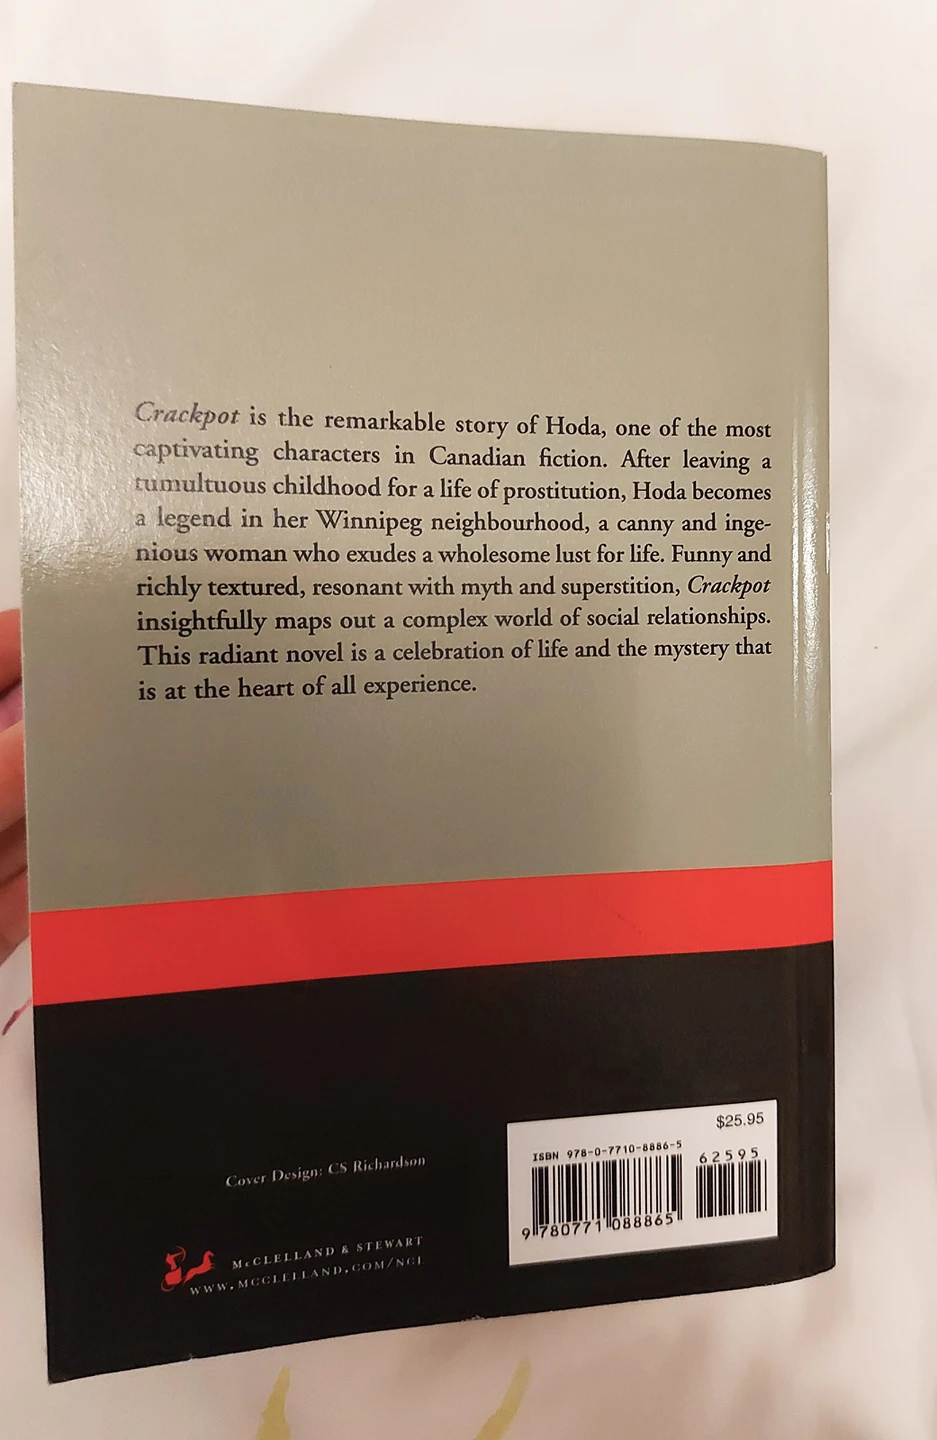 Crackpot is the remarkable story of Hoda, one of the most
captivating characters in Canadian fiction. After leaving a
tumultuous childhood for a life of prostitution, Hoda becomes
a legend in her Winnipeg neighbourhood, a canny and inge-
nious woman who exudes a wholesome lust for life. Funny and
richly textured, resonant with myth and superstition, Crackpot
insightfully maps out a complex world of social relationships.
This radiant novel is a celebration of life and the mystery that
is at the heart of all experience.
$25.95
ISBN 978-0-7710-8886-5
62595
9 780771 088865
Cover Design: CS Richardson
McCLELLAND & STEWART
WWW.MCCLELLAND.COM/NCL